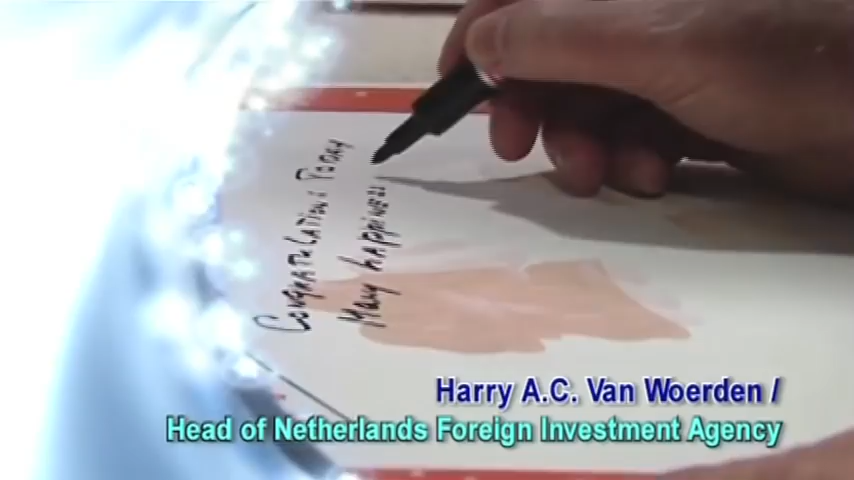 Congratulations Today
Many happiness
Harry A.C. Van Woerden /
Head of Netherlands Foreign Investment Agency